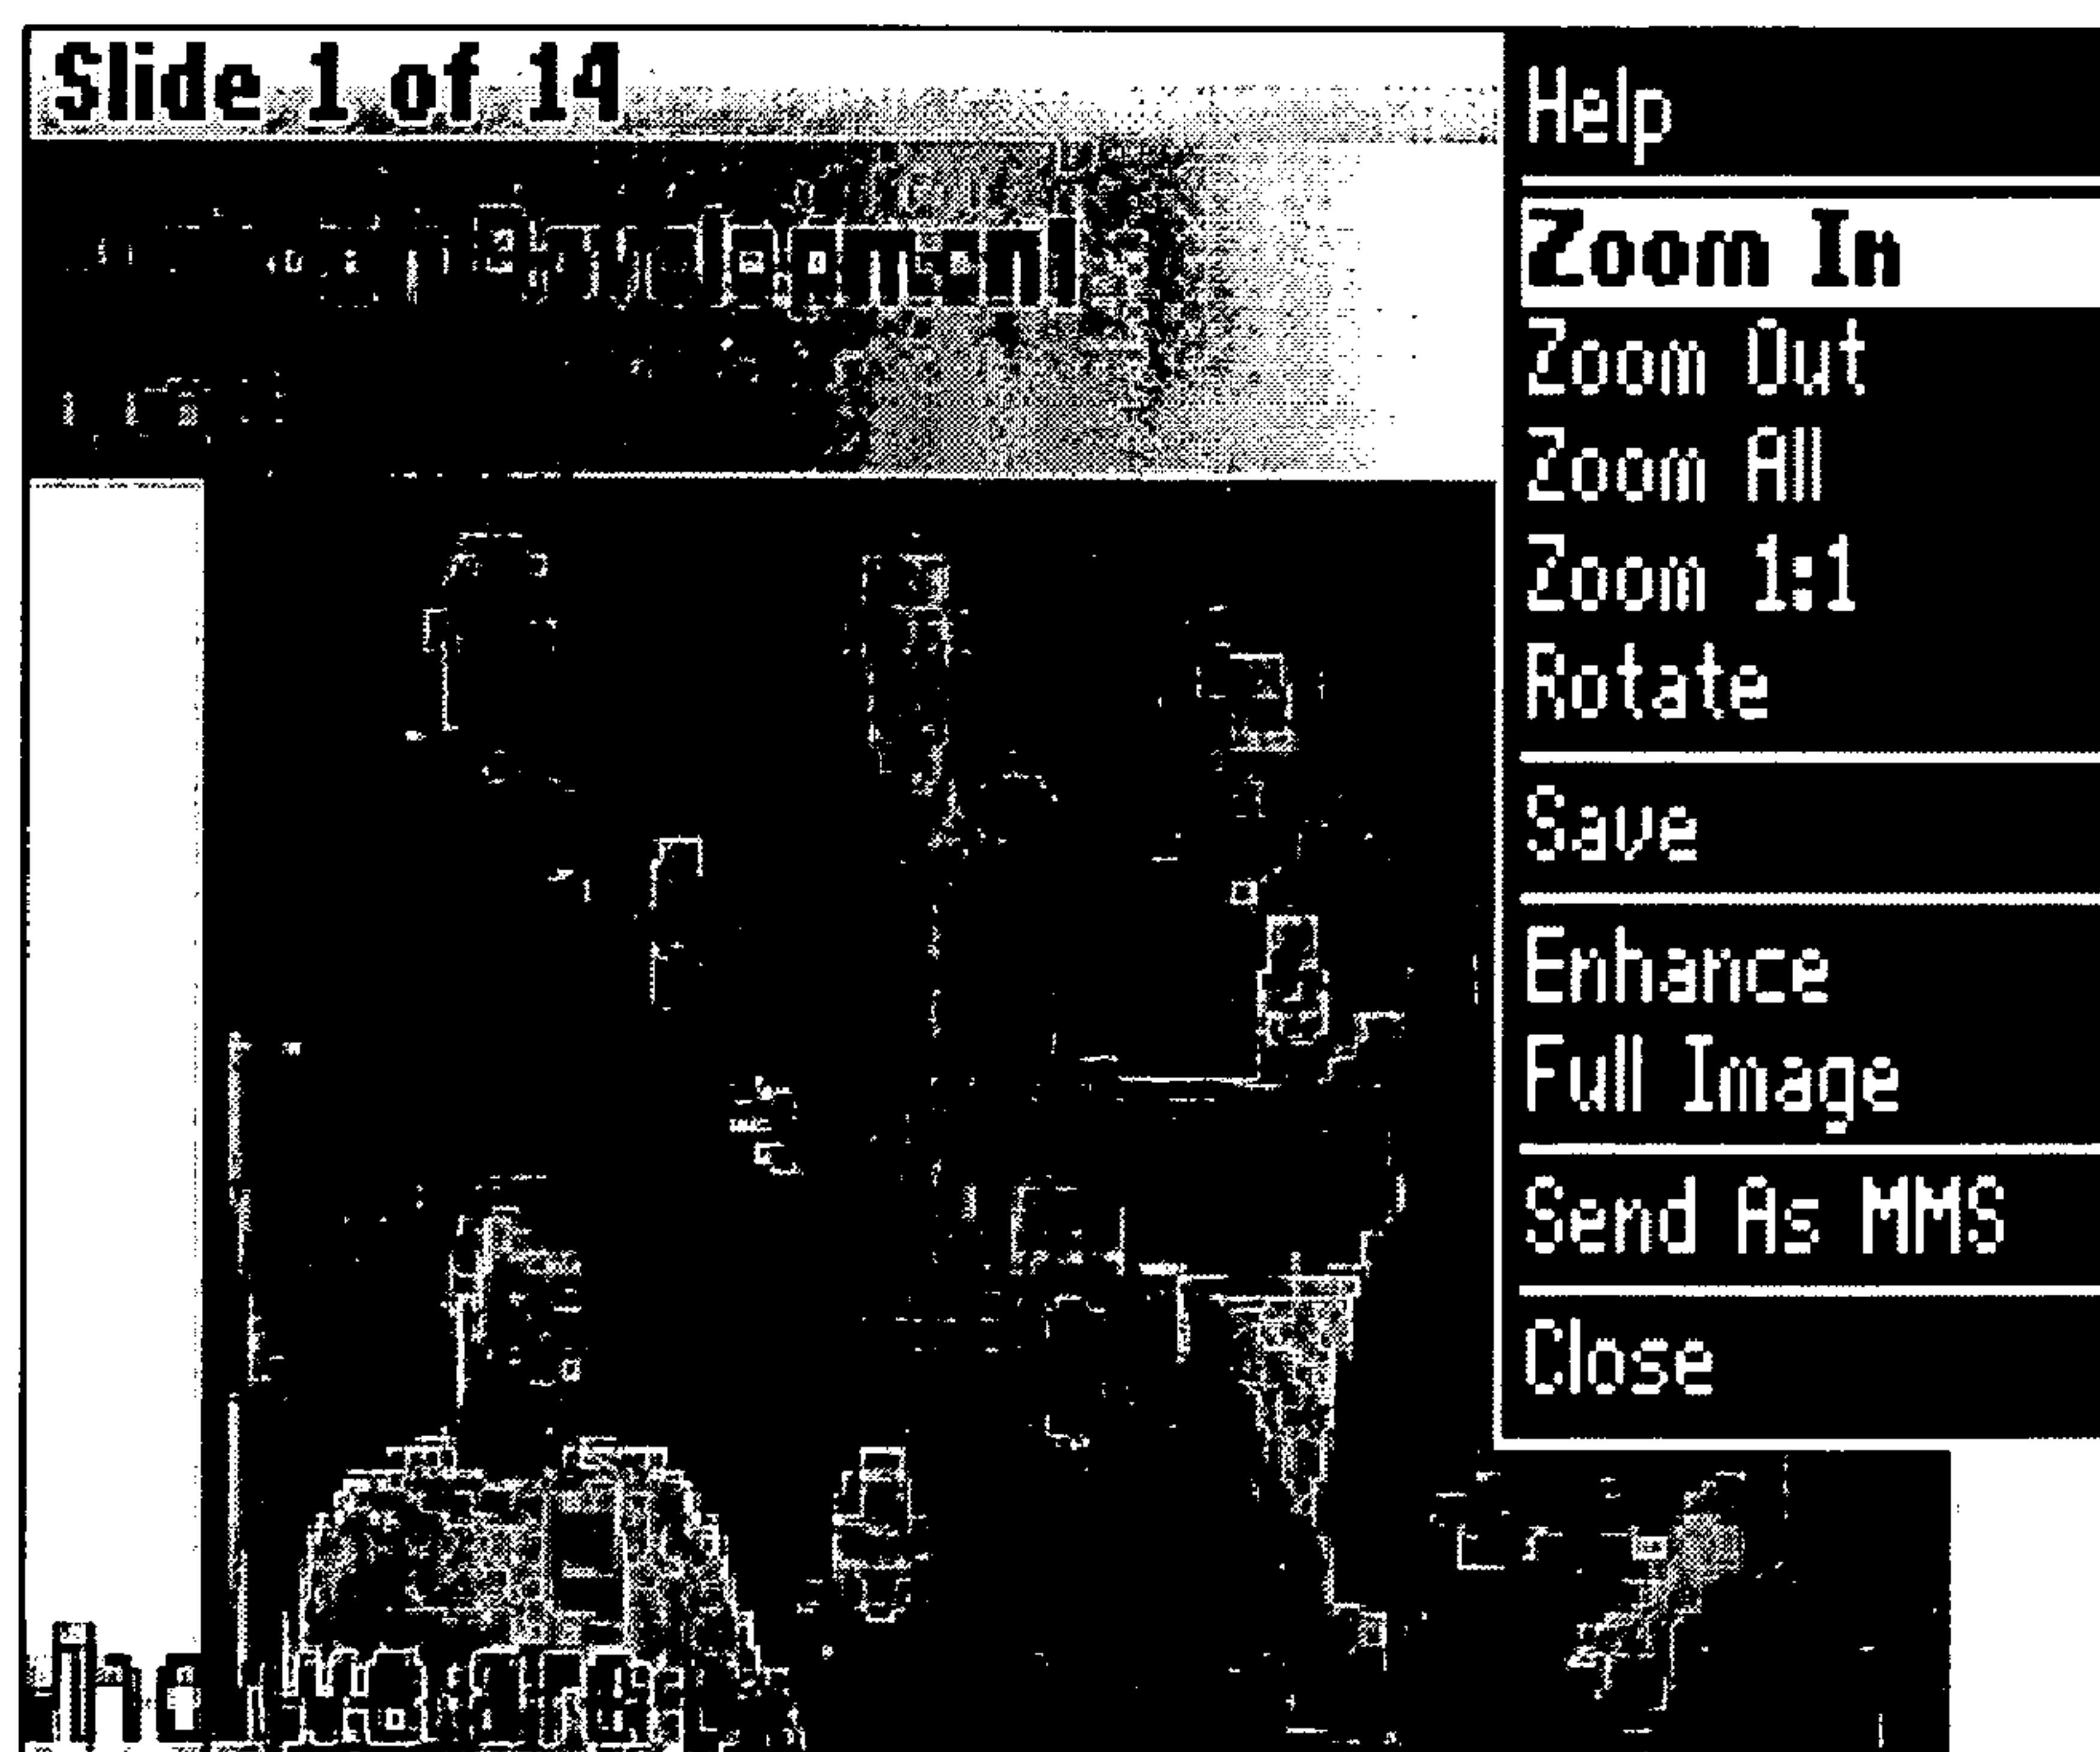 Slide 1 of 14
Help
Zoom In
Zoom Out
Zoom All
Zoom 1:1
Rotate
Save
Enhance
Full Image
Send As MMS
Close